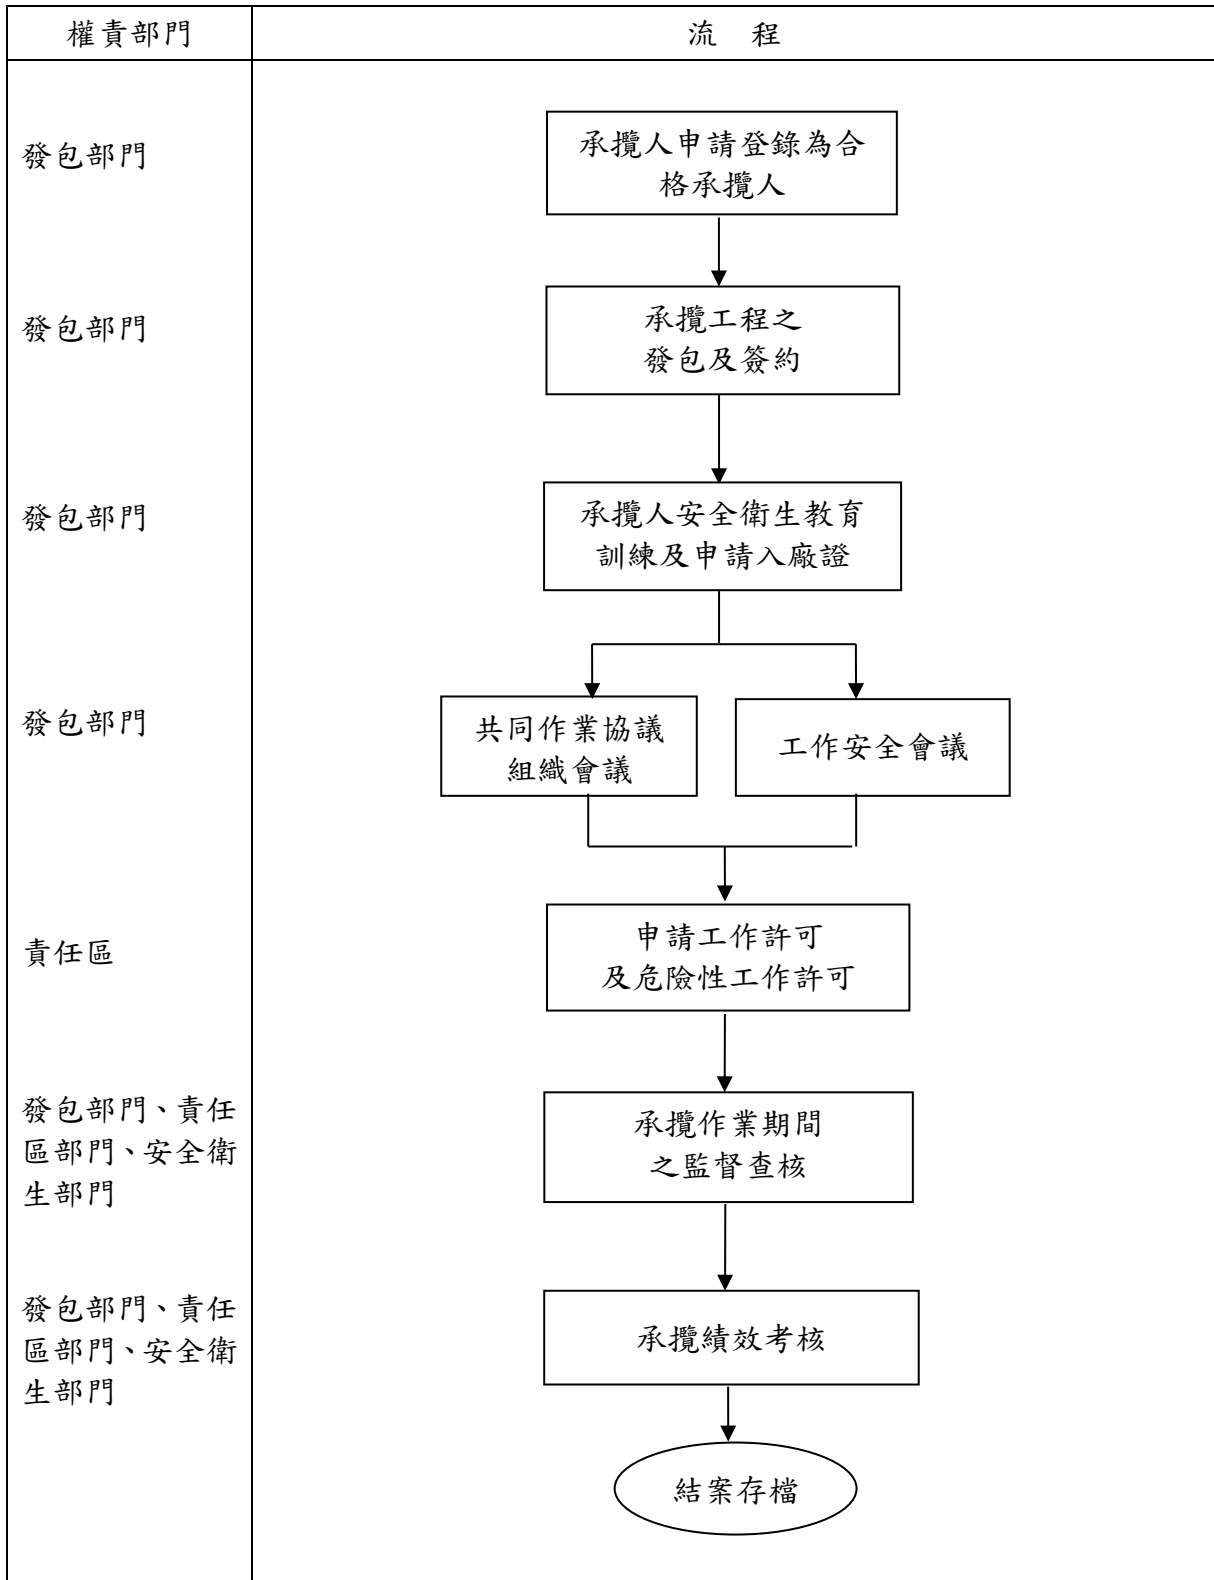 權責部門
流 程
發包部門
承攬人申請登錄為合
格承攬人
發包部門
承攬工程之
發包及簽約
發包部門
承攬人安全衛生教育
訓練及申請入廠證
發包部門
共同作業協議
組織會議
工作安全會議
責任區
申請工作許可
及危險性工作許可
發包部門、責任
區部門、安全衛
生部門
承攬作業期間
之監督查核
發包部門、責任
區部門、安全衛
生部門
承攬績效考核
結案存檔